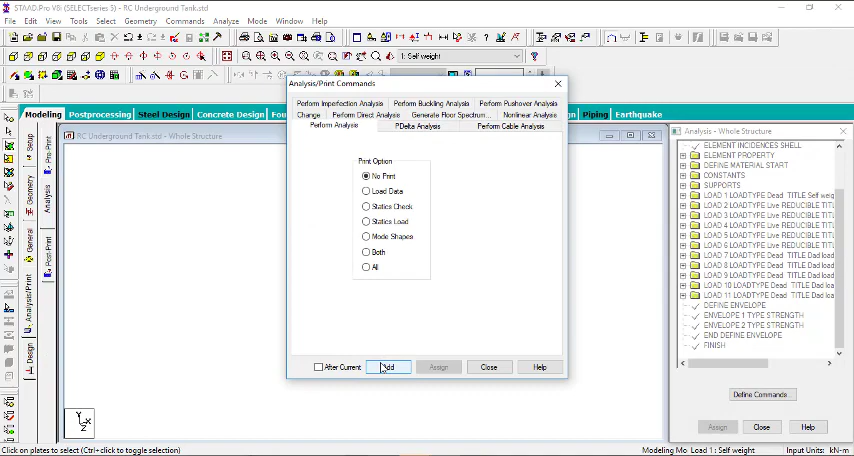 STAAD.Pro V8i (SELECTseries 5) - RC Underground Tank.std
File Edit View Tools Select Geometry Commands Analyze Mode Window Help
1: Self weight
Modeling Postprocessing Steel Design Concrete Design Fou Piping Earthquake
RC Underground Tank.std - Whole Structure
Setup
Geometry
General
Analysis/Print
Design
Pre-Print
Analysis
Post-Print
Analysis/Print Commands
Perform Imperfection Analysis Perform Buckling Analysis Perform Pushover Analysis
Change Perform Direct Analysis Generate Floor Spectrum... Nonlinear Analysis
Perform Analysis PDelta Analysis Perform Cable Analysis
Print Option
No Print
Load Data
Statics Check
Statics Load
Mode Shapes
Both
All
After Current Add Assign Close Help
Analysis - Whole Structure
ELEMENT INCIDENCES SHELL
ELEMENT PROPERTY
DEFINE MATERIAL START
CONSTANTS
SUPPORTS
LOAD 1 LOADTYPE Dead TITLE Self weig
LOAD 2 LOADTYPE Live REDUCIBLE TITL
LOAD 3 LOADTYPE Live REDUCIBLE TITL
LOAD 4 LOADTYPE Live REDUCIBLE TITL
LOAD 5 LOADTYPE Live REDUCIBLE TITL
LOAD 6 LOADTYPE Live REDUCIBLE TITL
LOAD 7 LOADTYPE Dead TITLE Dad loa
LOAD 8 LOADTYPE Dead TITLE Dad loa
LOAD 9 LOADTYPE Dead TITLE Dad loa
LOAD 10 LOADTYPE Dead TITLE Dad loa
LOAD 11 LOADTYPE Dead TITLE Dad loa
DEFINE ENVELOPE
ENVELOPE 1 TYPE STRENGTH
ENVELOPE 2 TYPE STRENGTH
END DEFINE ENVELOPE
FINISH
Define Commands...
Assign Close Help
Y X Z
Click on plates to select (Ctrl+click to toggle selection) Modeling Mo Load 1 : Self weight Input Units: kN-m